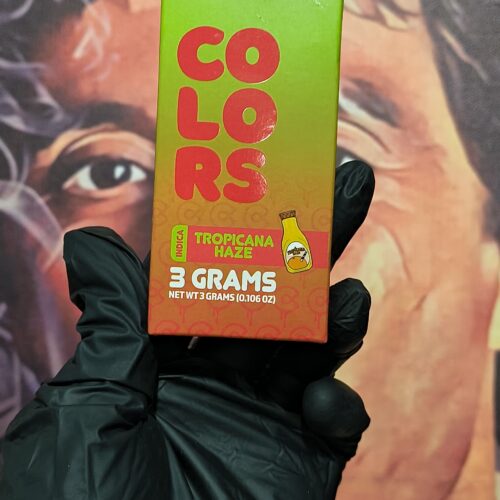 CO
LO
RS
INDICA
TROPICANA
HAZE
3 GRAMS
NET WT 3 GRAMS (0.106 OZ)